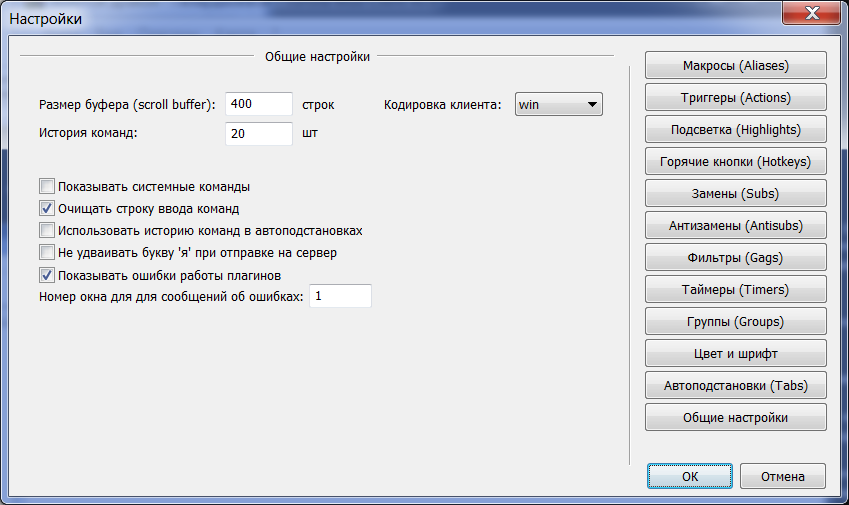 Настройки
Общие настройки
Размер буфера (scroll buffer): 400 строк Кодировка клиента: win
История команд: 20 шт
Показывать системные команды
Очищать строку ввода команд
Использовать историю команд в автоподстановках
Не удваивать букву 'я' при отправке на сервер
Показывать ошибки работы плагинов
Номер окна для для сообщений об ошибках: 1
Макросы (Aliases)
Триггеры (Actions)
Подсветка (Highlights)
Горячие кнопки (Hotkeys)
Замены (Subs)
Антизамены (Antisubs)
Фильтры (Gags)
Таймеры (Timers)
Группы (Groups)
Цвет и шрифт
Автоподстановки (Tabs)
Общие настройки
ОК Отмена